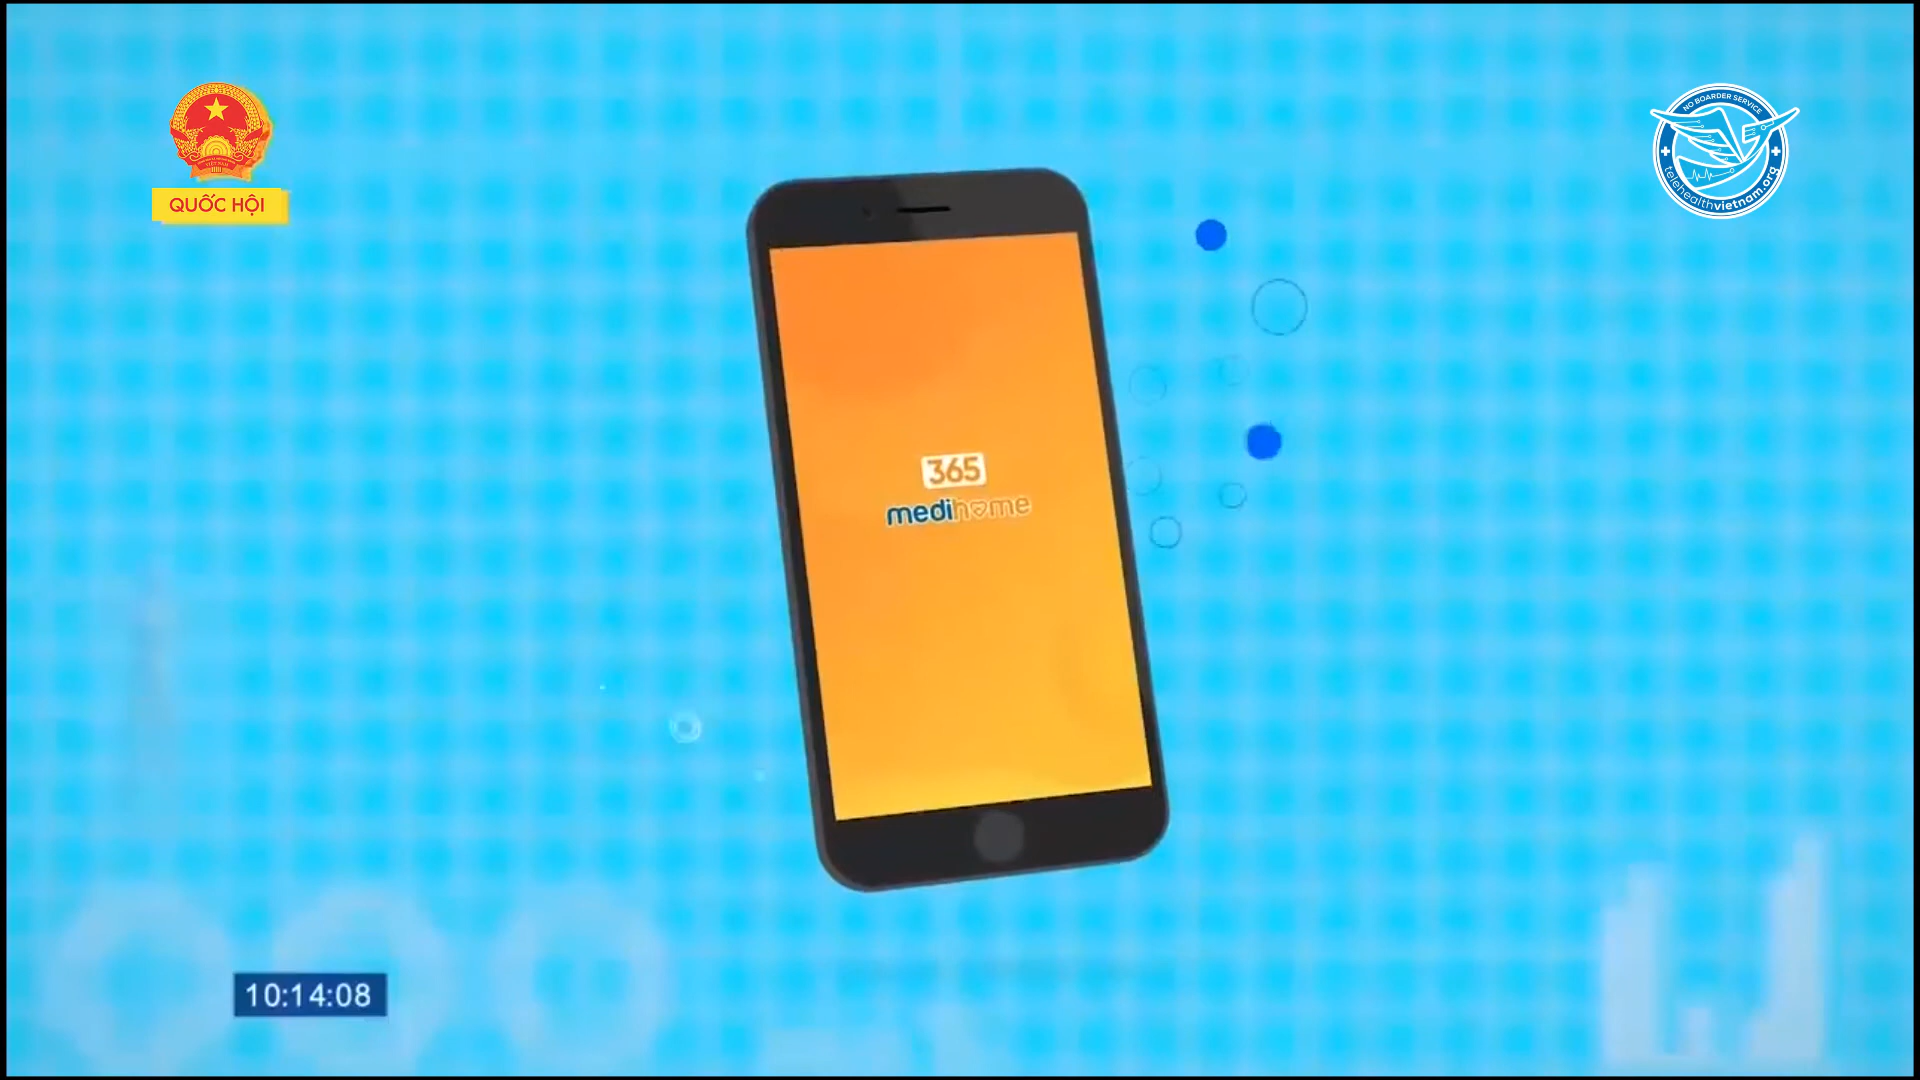 QUỐC HỘI
NO BOARDER SERVICE
telehealthvietnam.org
365
medihome
10:14:08